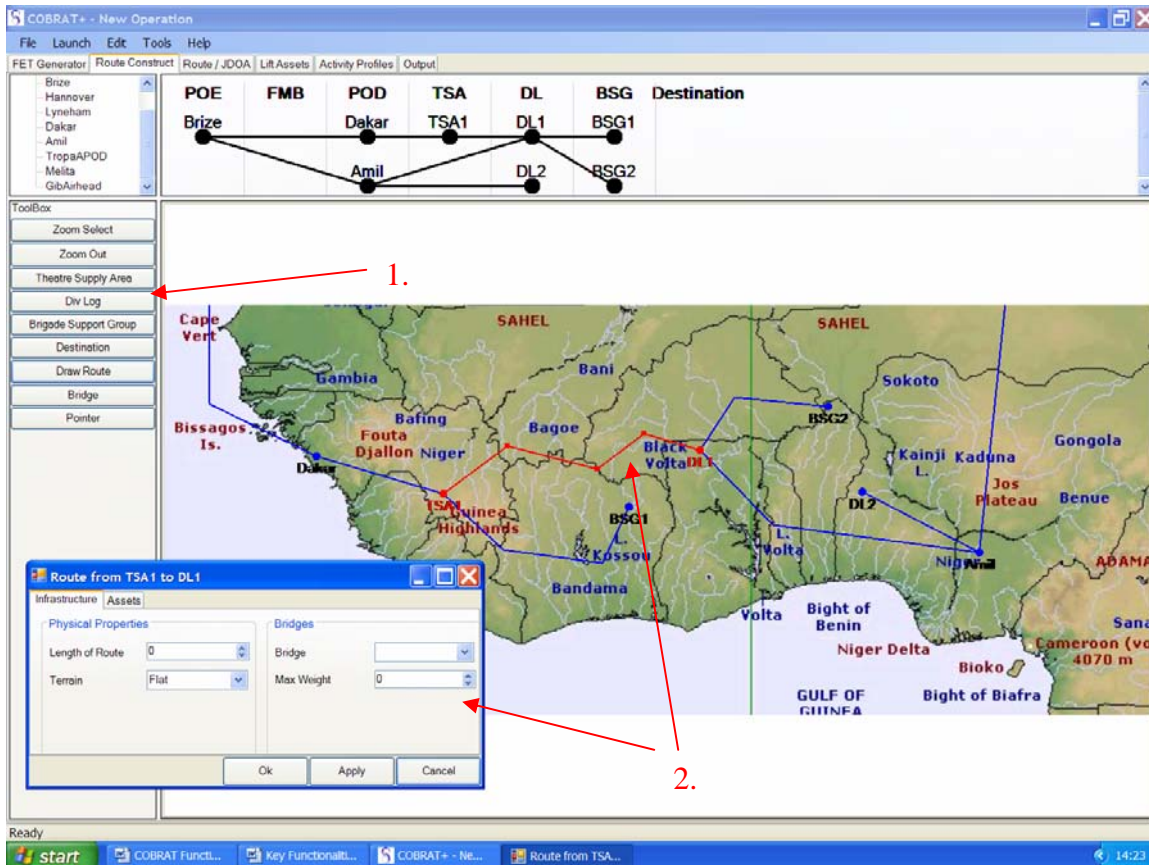 COBRAT+ - New Operation
File Launch Edit Tools Help
FET Generator Route Construct Route / JDOA Lift Assets Activity Profiles Output
Brize
Hannover
Lyneham
Dakar
Amil
TropaAPOD
Melita
GibAirhead
POE FMB POD TSA DL BSG Destination
Brize Dakar TSA1 DL1 BSG1
Amil DL2 BSG2
ToolBox
Zoom Select
Zoom Out
Theatre Supply Area
Div Log
Brigade Support Group
Destination
Draw Route
Bridge
Pointer
1.
Cape
Vert
SAHEL
SAHEL
Gambia
Bani
Sokoto
Bissagos
Is.
Bafing
Fouta
Djallon
Niger
Bagoe
Black
Volta
DL1
BSG2
Gongola
Kainji
L.
Kaduna
Dakar
Jos
Plateau
Benue
TSA1
Guinea
Highlands
BSG1
L.
Kossou
DL2
L.
Volta
Amil
ADAMA
Bandama
Volta
Bight of
Benin
Niger Delta
Cameroon (vo
4070 m
Sana
Bioko
GULF OF
GUINEA
Bight of Biafra
Route from TSA1 to DL1
Infrastructure Assets
Physical Properties Bridges
Length of Route 0 Bridge
Terrain Flat Max Weight 0
Ok Apply Cancel
2.
Ready
start COBRAT Functi... Key Functionaliti... COBRAT+ - Ne... Route from TSA... 14:23